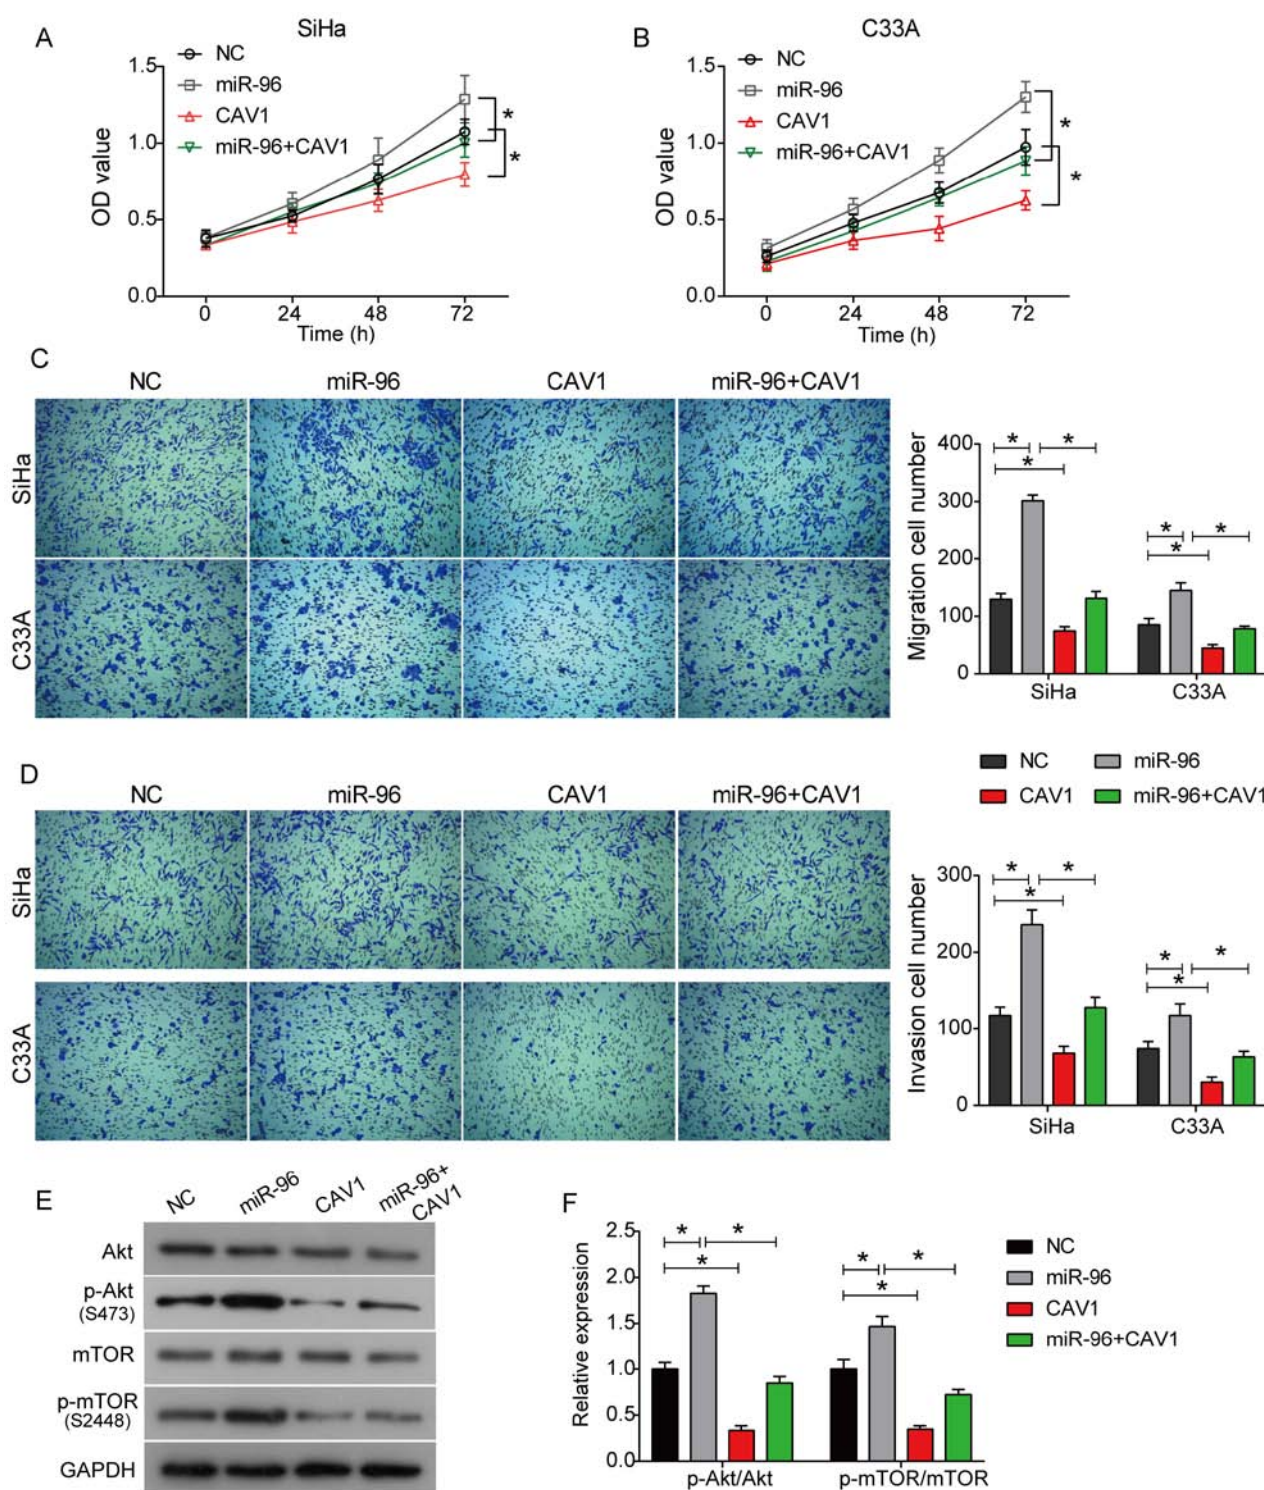 A
SiHa
NC
miR-96
CAV1
miR-96+CAV1
OD value
1.5
1.0
0.5
0.0
0
24
48
72
Time (h)
*
*
B
C33A
NC
miR-96
CAV1
miR-96+CAV1
OD value
1.5
1.0
0.5
0.0
0
24
48
72
Time (h)
*
*
C
NC
miR-96
CAV1
miR-96+CAV1
SiHa
C33A
Migration cell number
400
300
200
100
0
* *
*
* *
*
SiHa
C33A
NC
miR-96
CAV1
miR-96+CAV1
D
NC
miR-96
CAV1
miR-96+CAV1
SiHa
C33A
Invasion cell number
300
200
100
0
* *
*
* *
*
SiHa
C33A
E
NC
miR-96
CAV1
miR-96+
CAV1
Akt
p-Akt
(S473)
mTOR
p-mTOR
(S2448)
GAPDH
F
Relative expression
2.5
2.0
1.5
1.0
0.5
0.0
* *
*
* *
*
p-Akt/Akt
p-mTOR/mTOR
NC
miR-96
CAV1
miR-96+CAV1